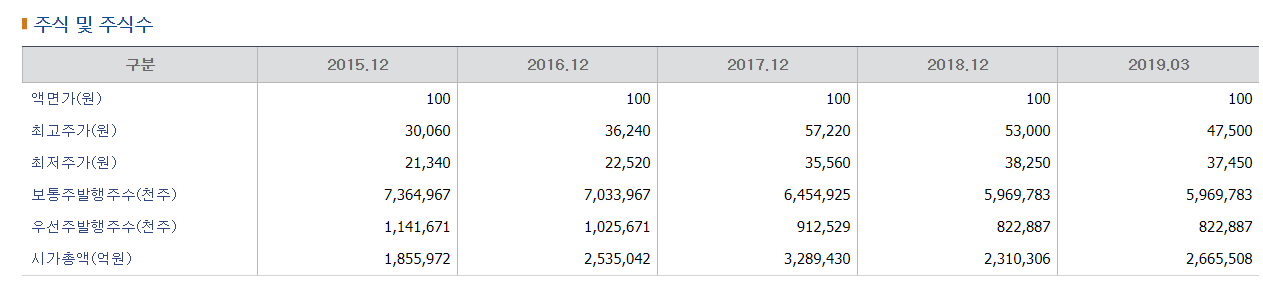 주식 및 주식수
구분 2015.12 2016.12 2017.12 2018.12 2019.03
액면가(원) 100 100 100 100 100
최고주가(원) 30,060 36,240 57,220 53,000 47,500
최저주가(원) 21,340 22,520 35,560 38,250 37,450
보통주발행주수(천주) 7,364,967 7,033,967 6,454,925 5,969,783 5,969,783
우선주발행주수(천주) 1,141,671 1,025,671 912,529 822,887 822,887
시가총액(억원) 1,855,972 2,535,042 3,289,430 2,310,306 2,665,508